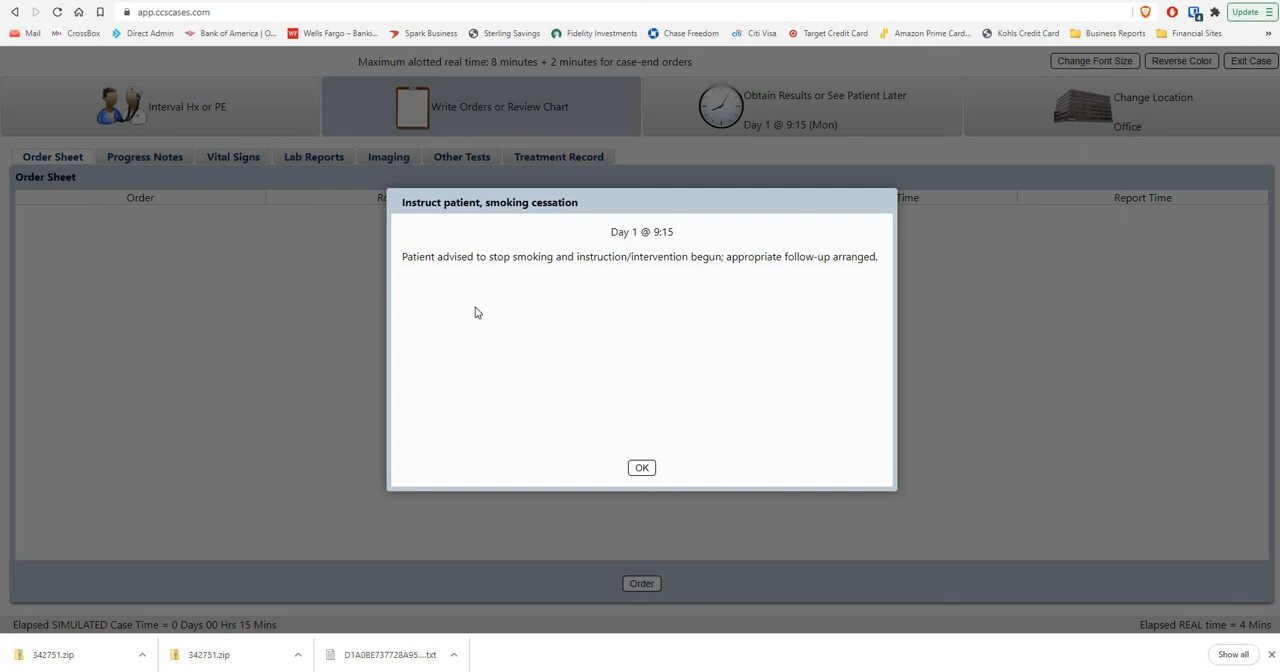 app.ccscases.com
Update
Mail CrossBox Direct Admin Bank of America | O... Wells Fargo – Banki... Spark Business Sterling Savings Fidelity Investments Chase Freedom citi Citi Visa Target Credit Card Amazon Prime Card... Kohls Credit Card Business Reports Financial Sites »
Maximum alotted real time: 8 minutes + 2 minutes for case-end orders
Change Font Size Reverse Color Exit Case
Interval Hx or PE
Write Orders or Review Chart
Obtain Results or See Patient Later
Day 1 @ 9:15 (Mon)
Change Location
Office
Order Sheet Progress Notes Vital Signs Lab Reports Imaging Other Tests Treatment Record
Order Sheet
Order Ro Time Report Time
Instruct patient, smoking cessation
Day 1 @ 9:15
Patient advised to stop smoking and instruction/intervention begun; appropriate follow-up arranged.
OK
Order
Elapsed SIMULATED Case Time = 0 Days 00 Hrs 15 Mins
Elapsed REAL time = 4 Mins
342751.zip 342751.zip D1A0BE737728A95....txt Show all